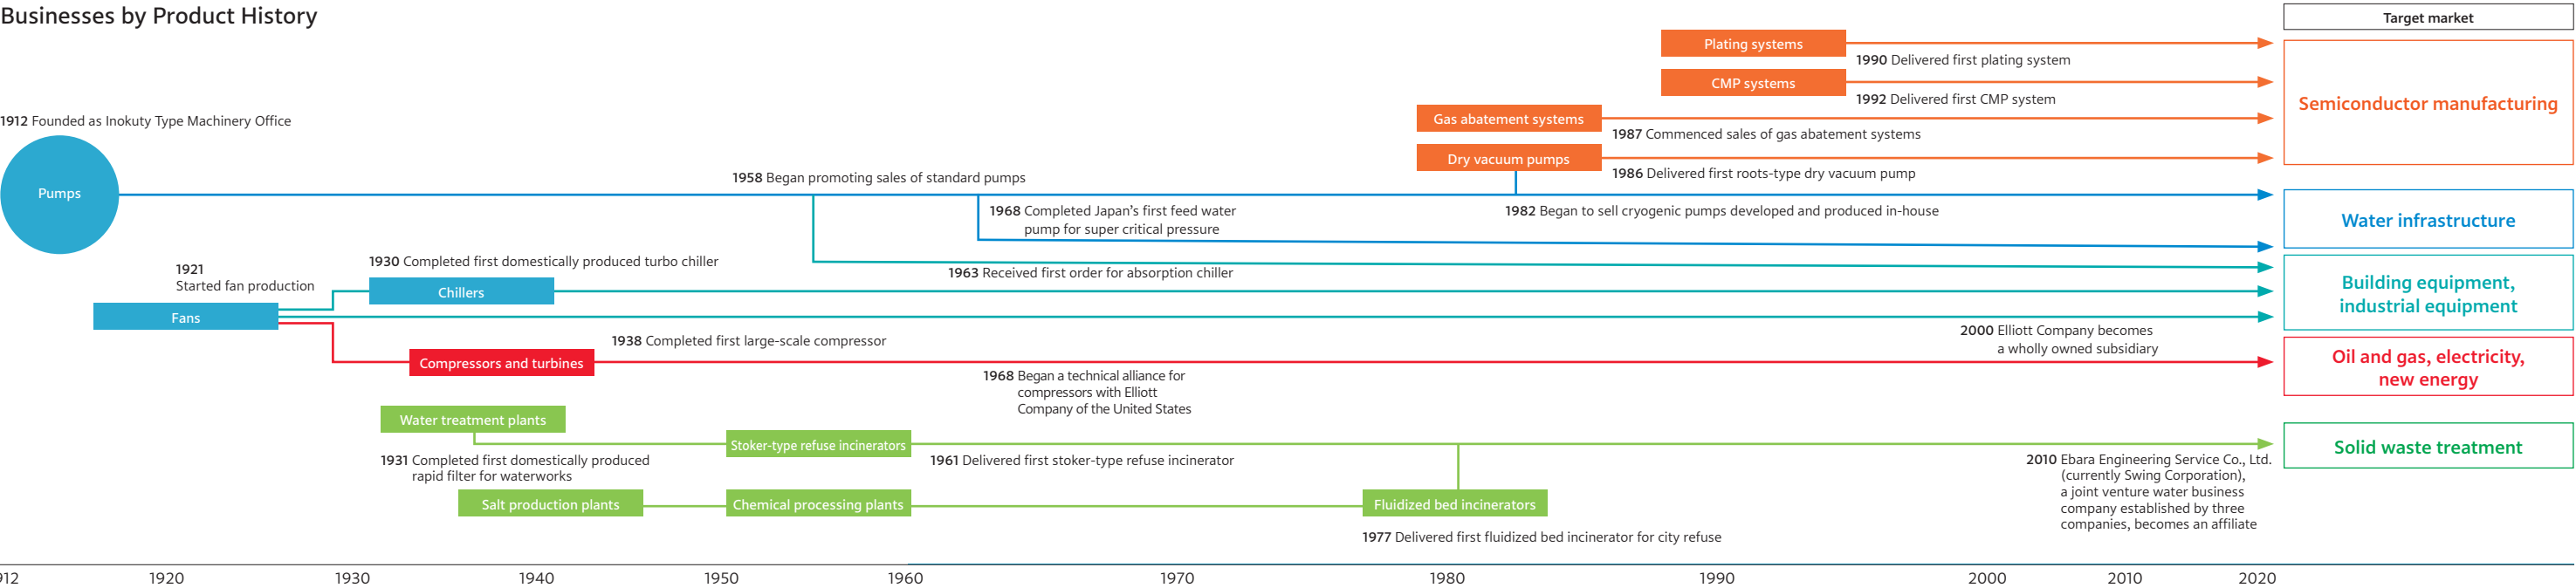 Businesses by Product History
Target market
Plating systems
1990 Delivered first plating system
CMP systems
1992 Delivered first CMP system
Semiconductor manufacturing
1912 Founded as Inokuty Type Machinery Office
Gas abatement systems
1987 Commenced sales of gas abatement systems
Dry vacuum pumps
1986 Delivered first roots-type dry vacuum pump
Pumps
1958 Began promoting sales of standard pumps
1968 Completed Japan's first feed water
pump for super critical pressure
1982 Began to sell cryogenic pumps developed and produced in-house
Water infrastructure
1921
Started fan production
1930 Completed first domestically produced turbo chiller
1963 Received first order for absorption chiller
Chillers
Fans
Building equipment,
industrial equipment
1938 Completed first large-scale compressor
2000 Elliott Company becomes
a wholly owned subsidiary
Compressors and turbines
1968 Began a technical alliance for
compressors with Elliott
Company of the United States
Oil and gas, electricity,
new energy
Water treatment plants
1931 Completed first domestically produced
rapid filter for waterworks
Stoker-type refuse incinerators
1961 Delivered first stoker-type refuse incinerator
Solid waste treatment
2010 Ebara Engineering Service Co., Ltd.
(currently Swing Corporation),
a joint venture water business
company established by three
companies, becomes an affiliate
Salt production plants
Chemical processing plants
Fluidized bed incinerators
1977 Delivered first fluidized bed incinerator for city refuse
912
1920
1930
1940
1950
1960
1970
1980
1990
2000
2010
2020